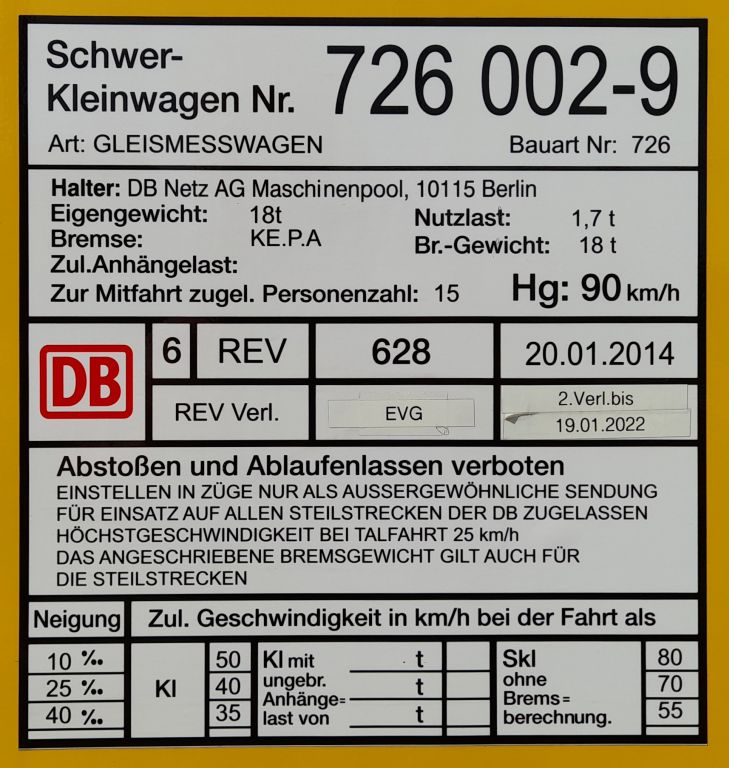 Schwer-
Kleinwagen Nr. 726 002-9
Art: GLEISMESSWAGEN Bauart Nr: 726
Halter: DB Netz AG Maschinenpool, 10115 Berlin
Eigengewicht: 18t Nutzlast: 1,7 t
Bremse: KE.P.A Br.-Gewicht: 18 t
Zul.Anhängelast:
Zur Mitfahrt zugel. Personenzahl: 15 Hg: 90 km/h
DB 6 REV 628 20.01.2014
REV Verl. EVG 2.Verl.bis
19.01.2022
Abstoßen und Ablaufenlassen verboten
EINSTELLEN IN ZÜGE NUR ALS AUSSERGEWÖHNLICHE SENDUNG
FÜR EINSATZ AUF ALLEN STEILSTRECKEN DER DB ZUGELASSEN
HÖCHSTGESCHWINDIGKEIT BEI TALFAHRT 25 km/h
DAS ANGESCHRIEBENE BREMSGEWICHT GILT AUCH FÜR
DIE STEILSTRECKEN
Neigung Zul. Geschwindigkeit in km/h bei der Fahrt als
10 ‰ Kl 50 Kl mit t Skl 80
25 ‰ 40 ungebr. t ohne 70
40 ‰ 35 Anhänge= t Brems= 55
last von berechnung.